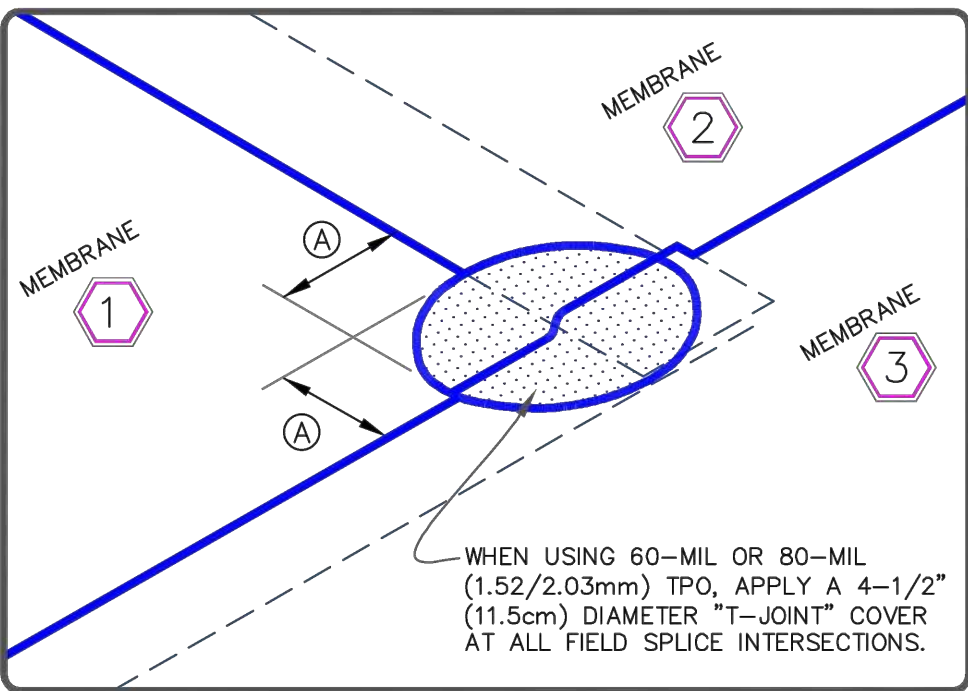 MEMBRANE
2
MEMBRANE
1
A
A
MEMBRANE
3
WHEN USING 60-MIL OR 80-MIL
(1.52/2.03mm) TPO, APPLY A 4-1/2"
(11.5cm) DIAMETER "T-JOINT" COVER
AT ALL FIELD SPLICE INTERSECTIONS.